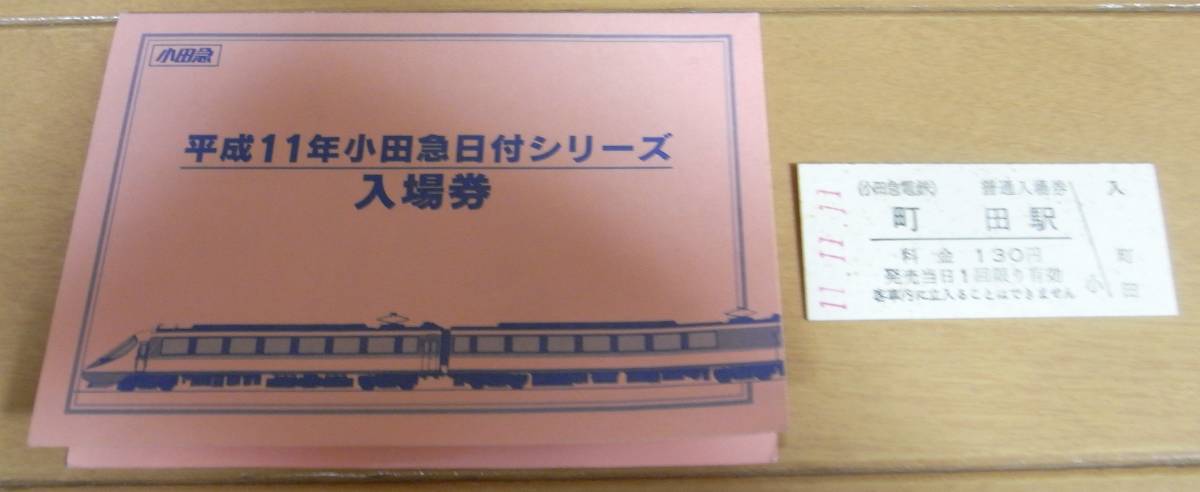 小田急
平成11年小田急日付シリーズ
入場券
11.11.11
(小田急電鉄) 普通入場券
町 田 駅
料 金 130円
発売当日1回限り有効
客車内に立入ることはできません
小
入
町
田